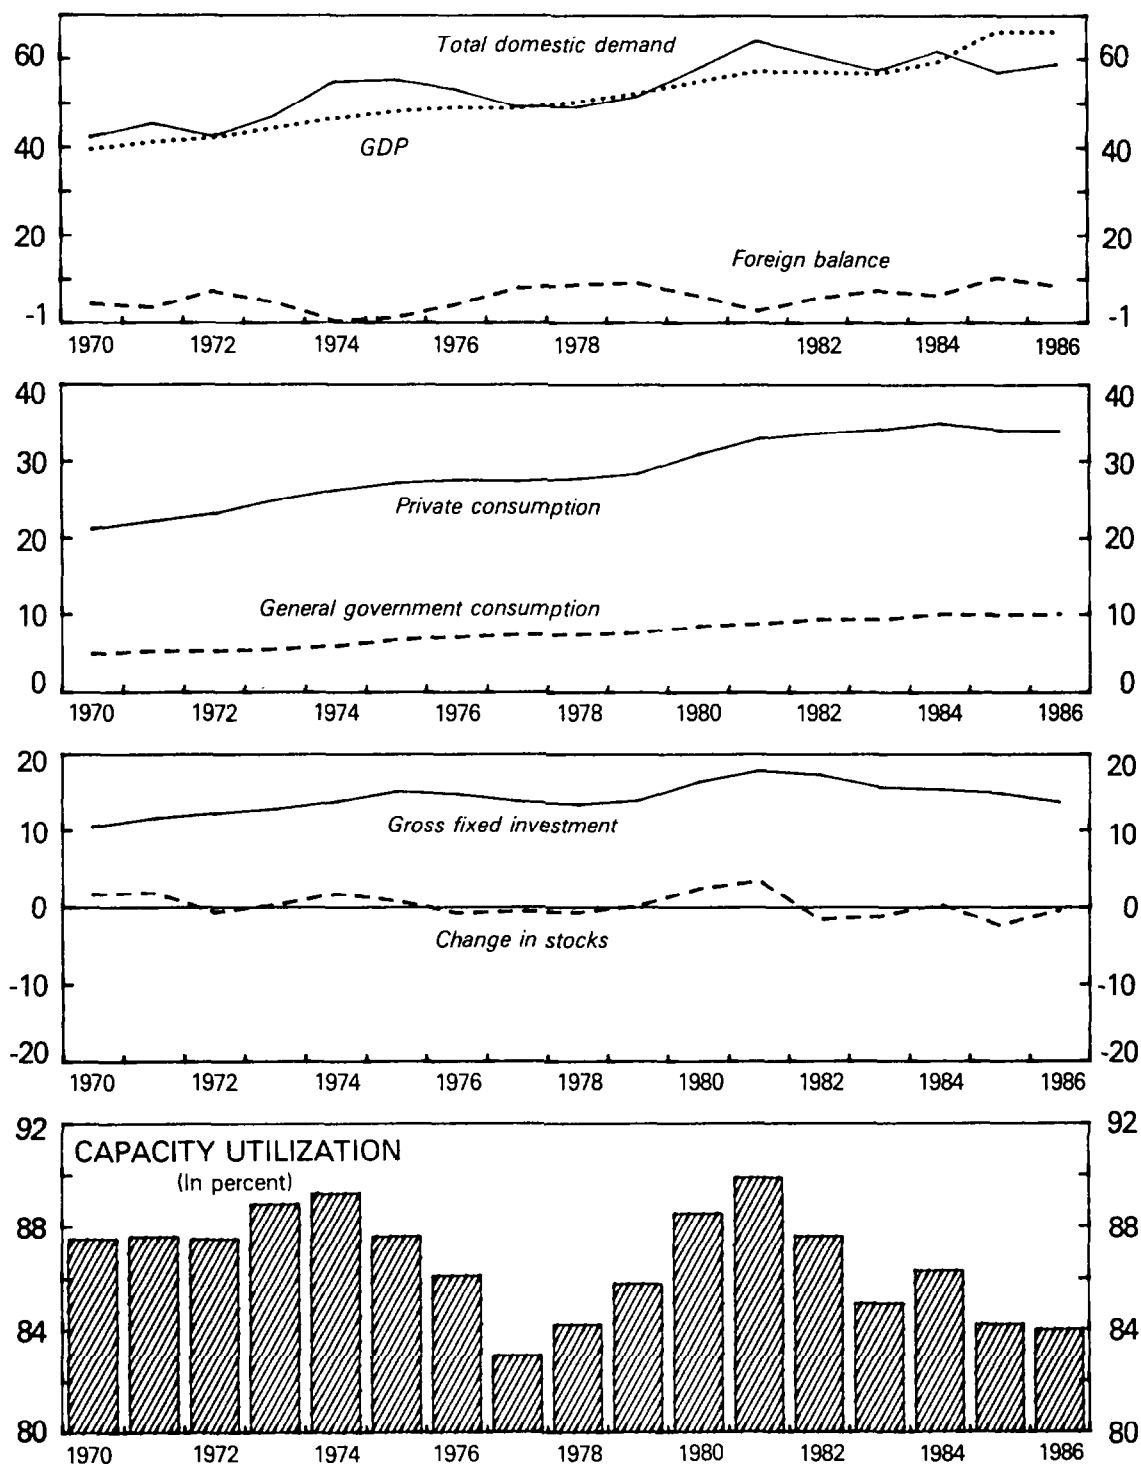 Total domestic demand
60 60
GDP
40 40
20 20
Foreign balance
-1 -1
1970 1972 1974 1976 1978 1982 1984 1986
40 40
30 30
Private consumption
20 20
General government consumption
10 10
0 0
1970 1972 1974 1976 1978 1980 1982 1984 1986
20 20
10 10
Gross fixed investment
0 0
Change in stocks
-10 -10
-20 -20
1970 1972 1974 1976 1978 1980 1982 1984 1986
92 92
CAPACITY UTILIZATION
(In percent)
88 88
84 84
80 80
1970 1972 1974 1976 1978 1980 1982 1984 1986